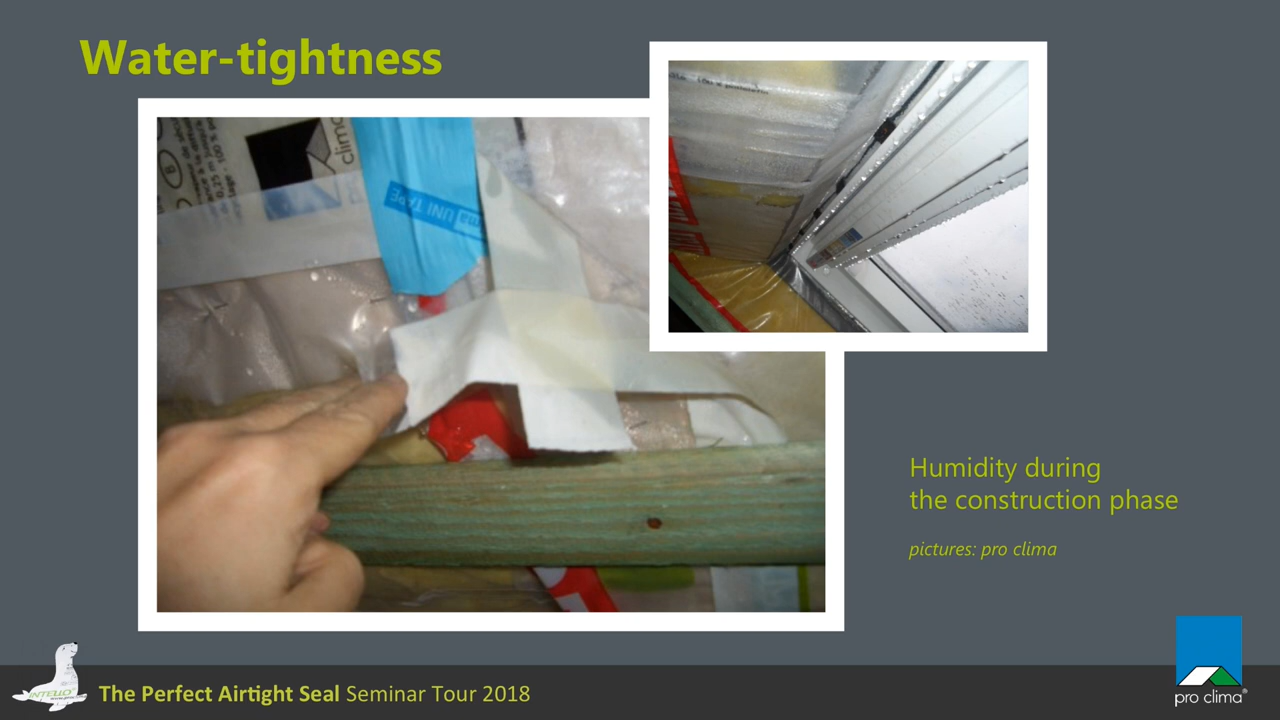 Water-tightness
clima
UNI TAPE
Humidity during
the construction phase
pictures: pro clima
INTELLO
The Perfect Airtight Seal Seminar Tour 2018
pro clima®